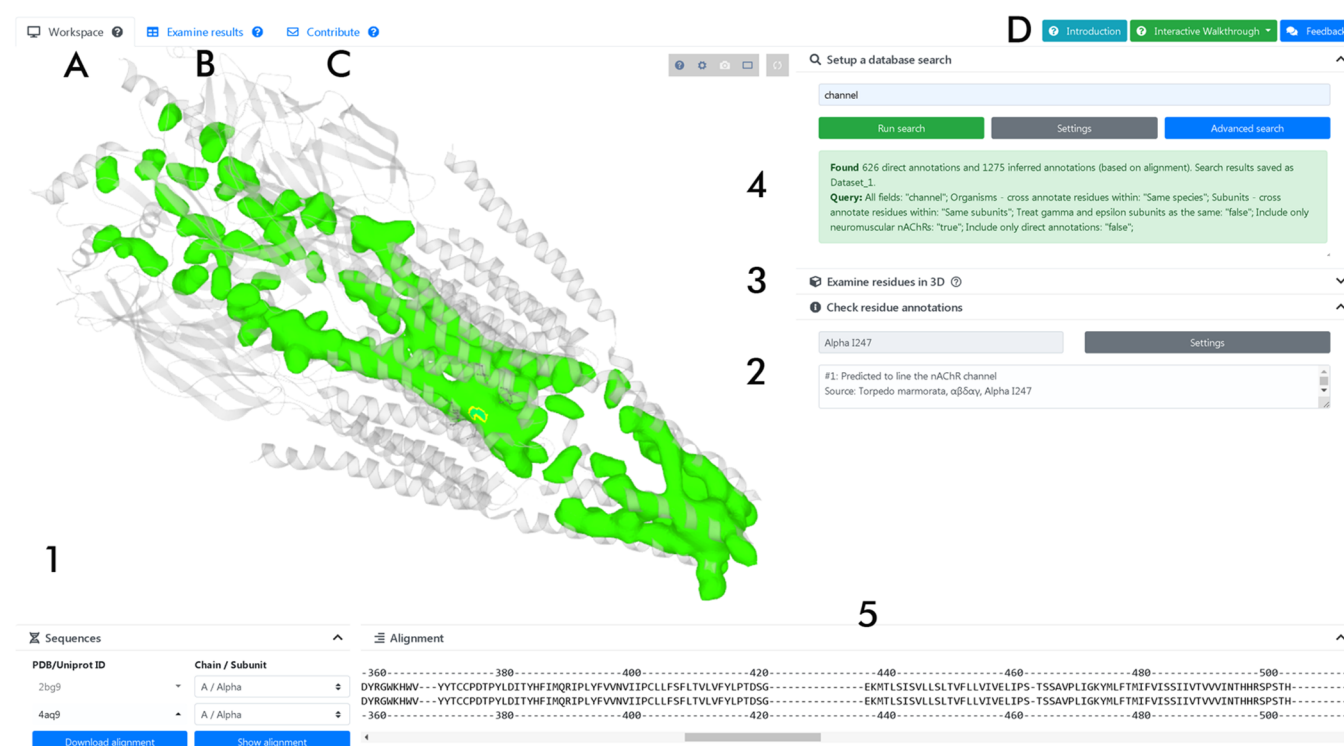 Workspace
Examine results
Contribute
D
Introduction
Interactive Walkthrough
Feedback
A
B
C
Setup a database search
channel
Run search
Settings
Advanced search
4
Found 626 direct annotations and 1275 inferred annotations (based on alignment). Search results saved as
Dataset_1.
Query: All fields: "channel"; Organisms - cross annotate residues within: "Same species"; Subunits - cross
annotate residues within: "Same subunits"; Treat gamma and epsilon subunits as the same: "false"; Include only
neuromuscular nAChRs: "true"; Include only direct annotations: "false";
3
Examine residues in 3D
Check residue annotations
Alpha I247
Settings
2
#1: Predicted to line the nAChR channel
Source: Torpedo marmorata, αβδαγ, Alpha I247
1
5
Sequences
Alignment
PDB/Uniprot ID
Chain / Subunit
2bg9
A / Alpha
4aq9
A / Alpha
Download alignment
Show alignment
-360-----------------380-----------------400-----------------420-----------------440-----------------460-----------------480-----------------500-----------
DYRGWKHWV---YYTCCPDTPYLDITYHFIMQRIPLYFVVNVIIPCLLFSFLTVLVFYLPTDSG---------------EKMTLSISVLLSLTVFLLVIVELIPS-TSSAVPLIGKYMLFTMIFVISSIIVTVVVINTHHRSPSTH--------
DYRGWKHWV---YYTCCPDTPYLDITYHFIMQRIPLYFVVNVIIPCLLFSFLTVLVFYLPTDSG---------------EKMTLSISVLLSLTVFLLVIVELIPS-TSSAVPLIGKYMLFTMIFVISSIIVTVVVINTHHRSPSTH--------
-360-----------------380-----------------400-----------------420-----------------440-----------------460-----------------480-----------------500-----------